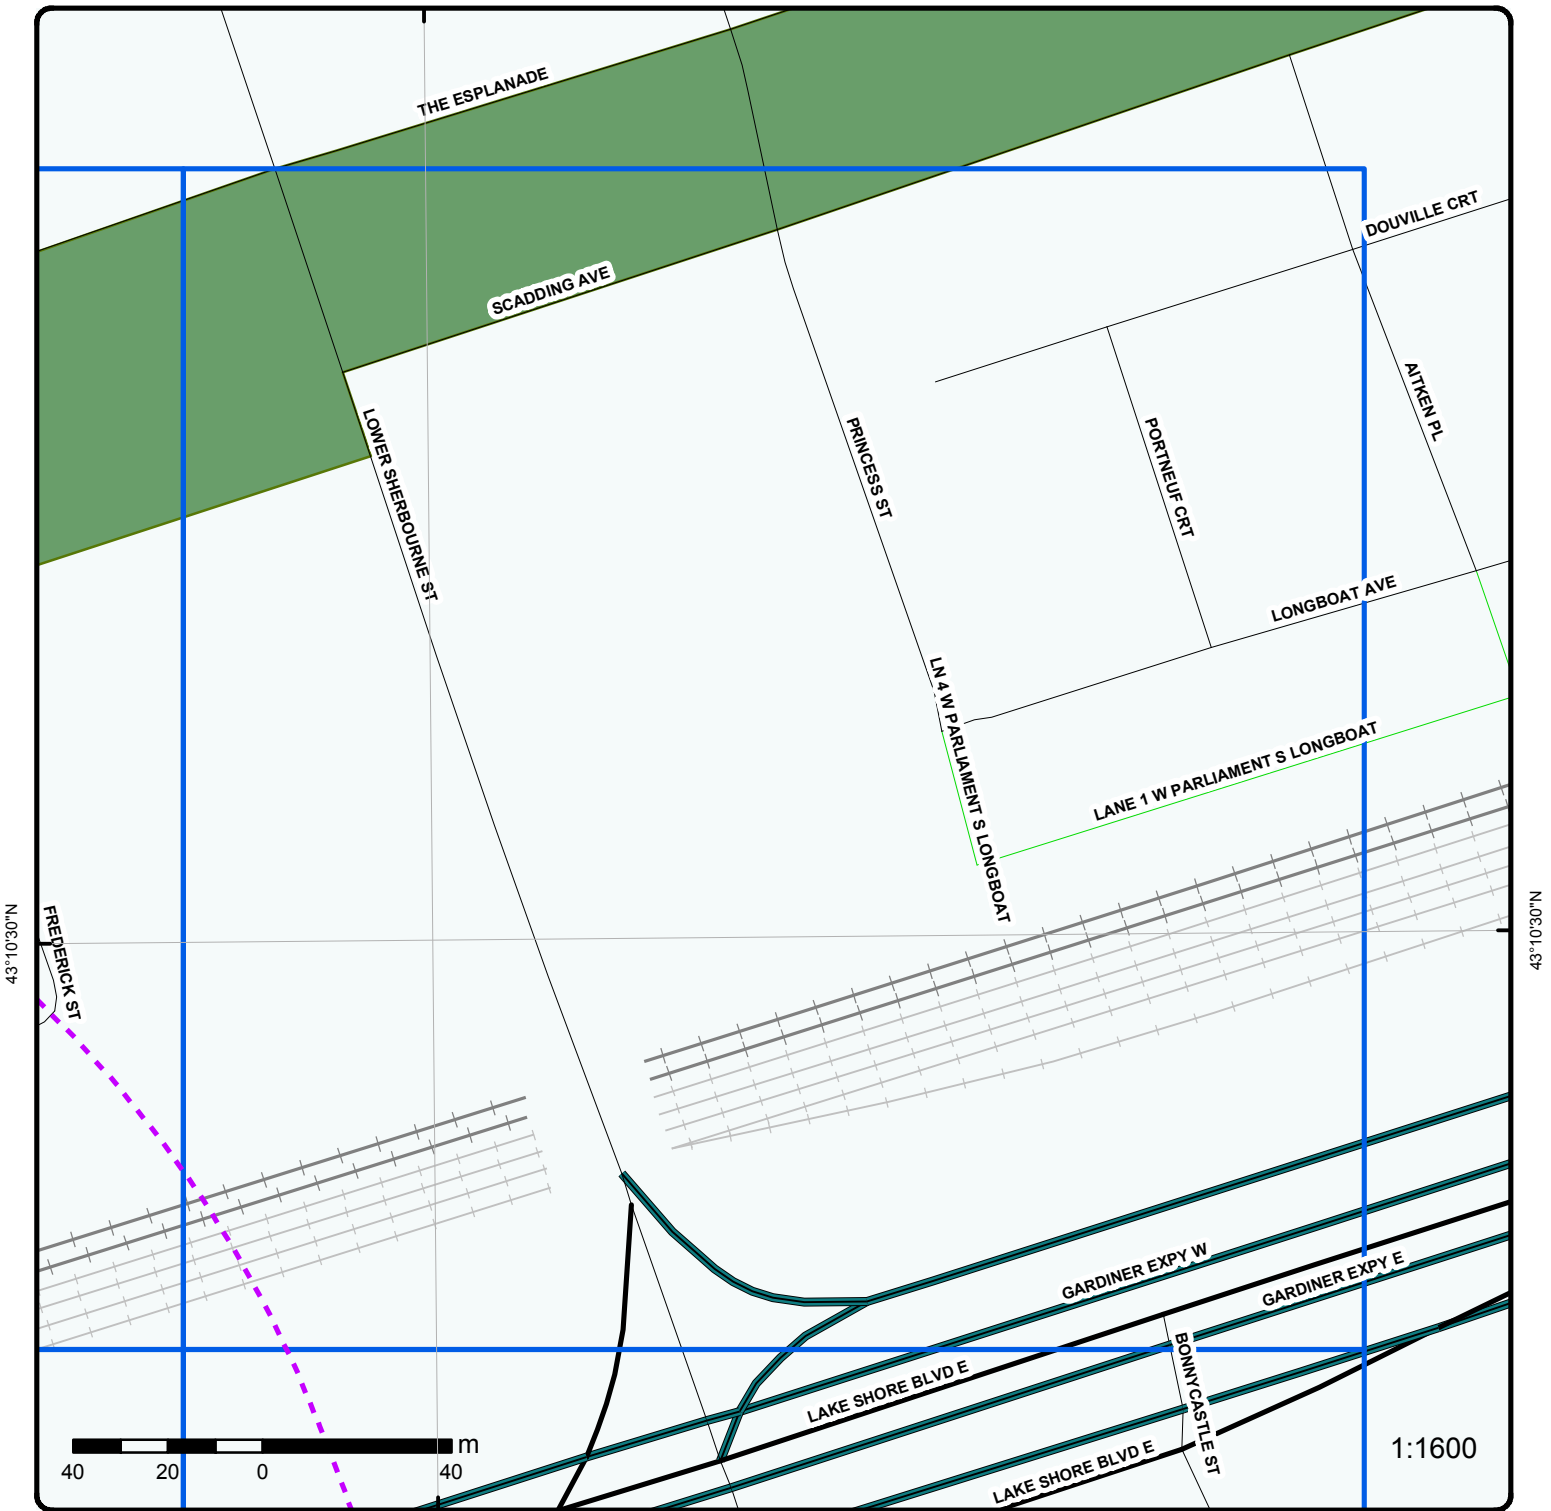 THE ESPLANADE
DOUVILLE CRT
SCADDING AVE
AITKEN PL
LOWER SHERBOURNE ST
PRINCESS ST
PORTNEUF CRT
LONGBOAT AVE
LN 4 W PARLIAMENT S LONGBOAT
LANE 1 W PARLIAMENT S LONGBOAT
43°10'30"N
FREDERICK ST
43°10'30"N
GARDINER EXPY W
GARDINER EXPY E
BONNYCASTLE ST
LAKE SHORE BLVD E
LAKE SHORE BLVD E
m
40 20 0 40
1:1600